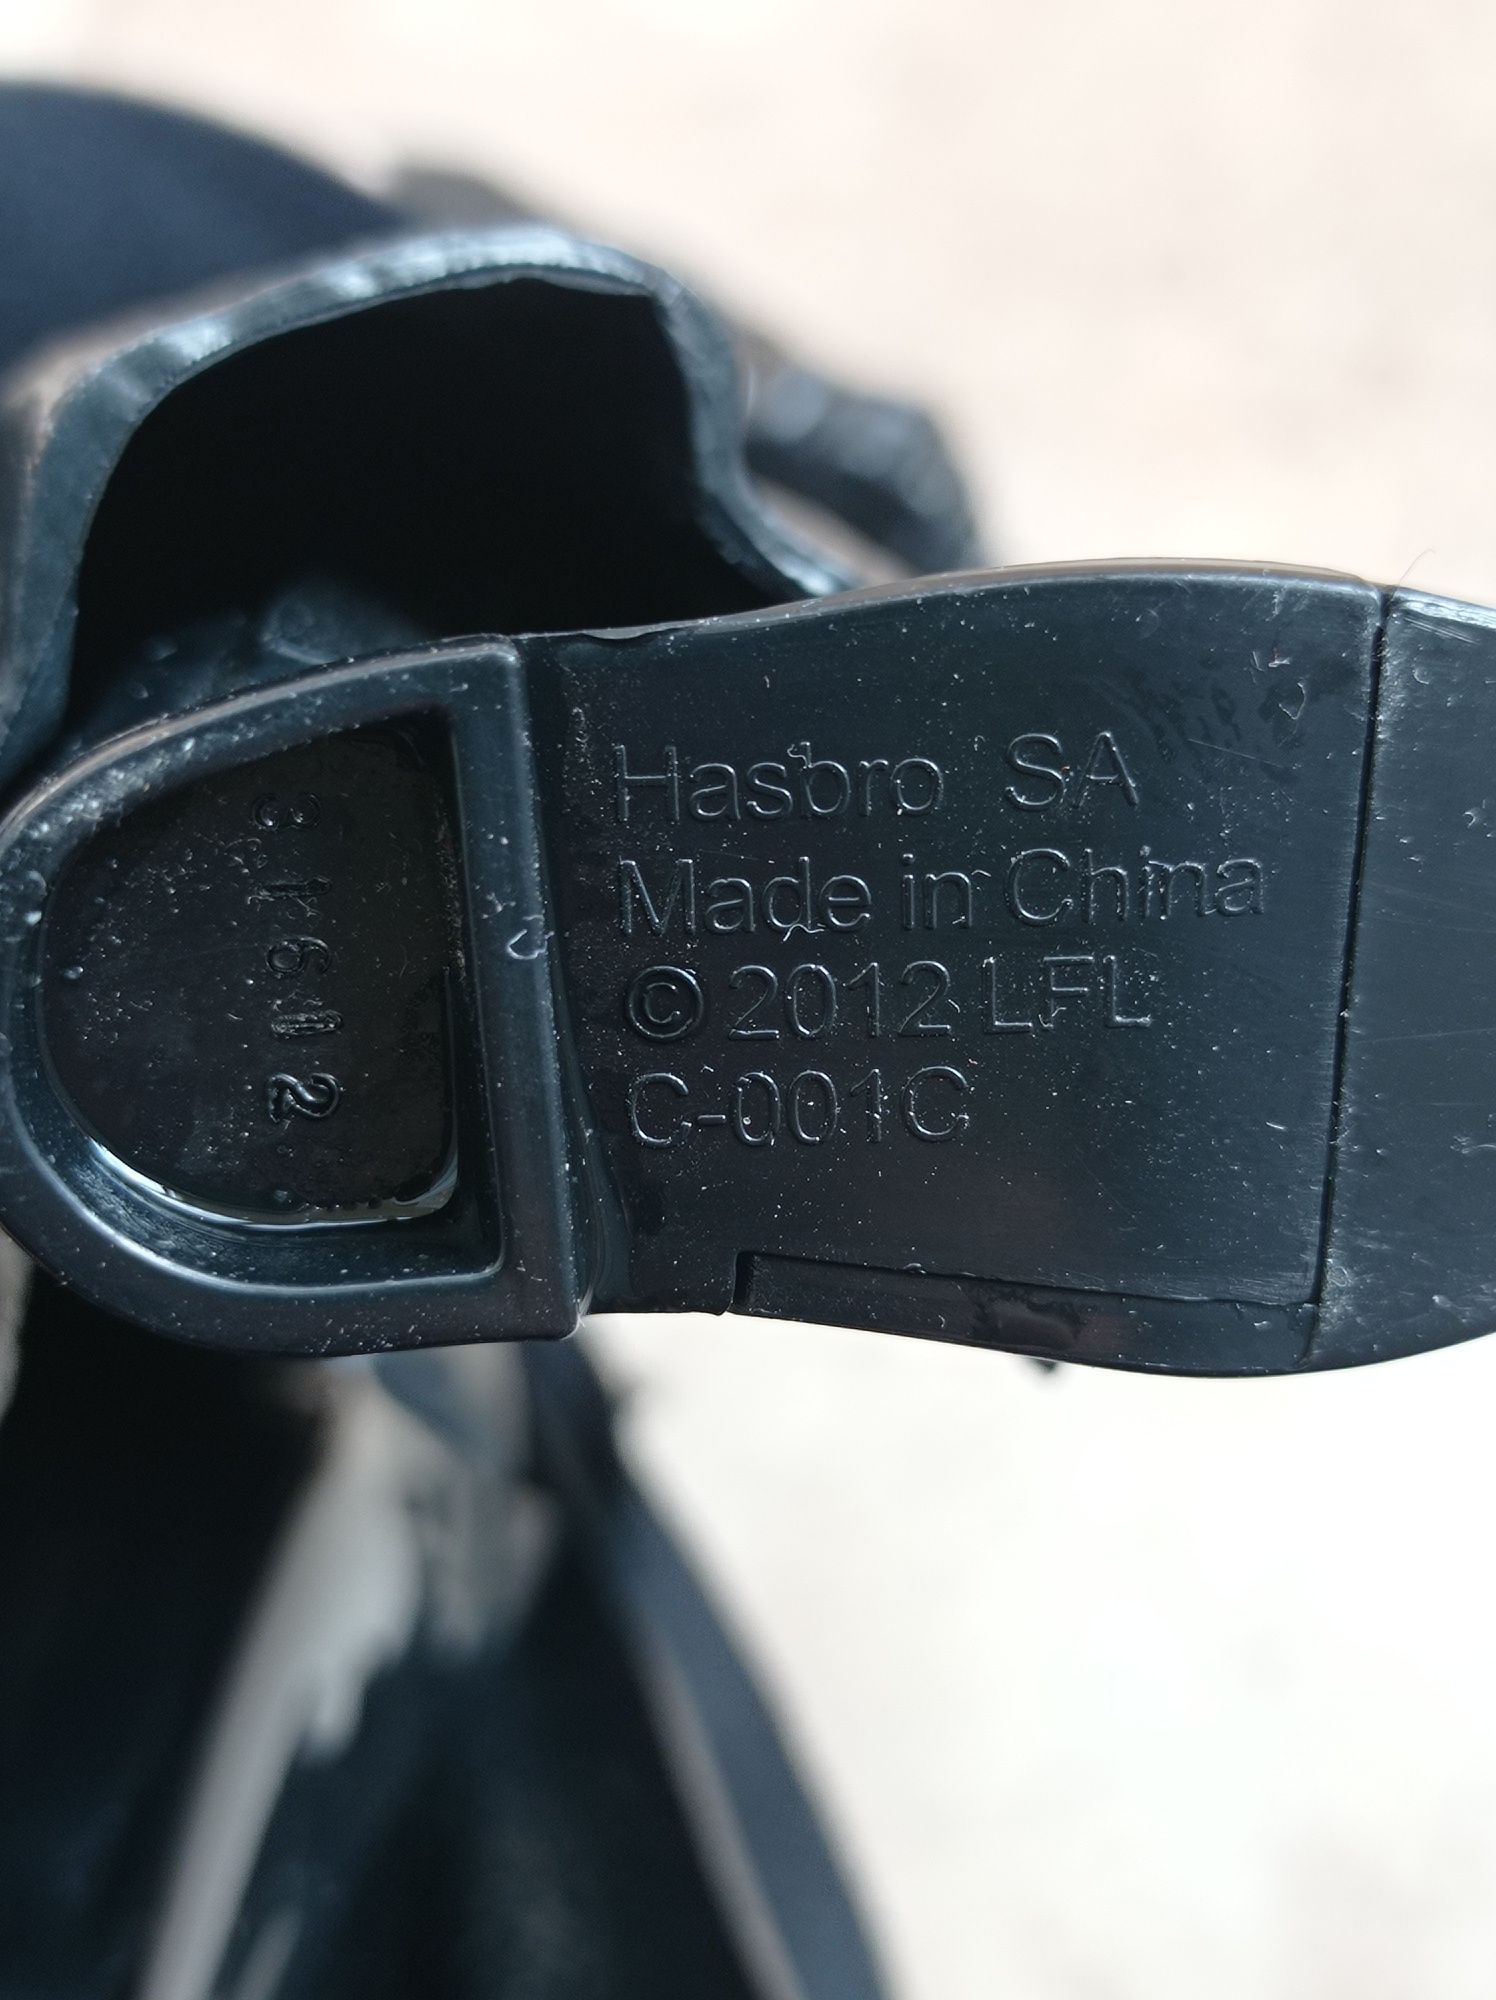 Hasbro SA
Made in China
© 2012 LFL
C-001C
31602